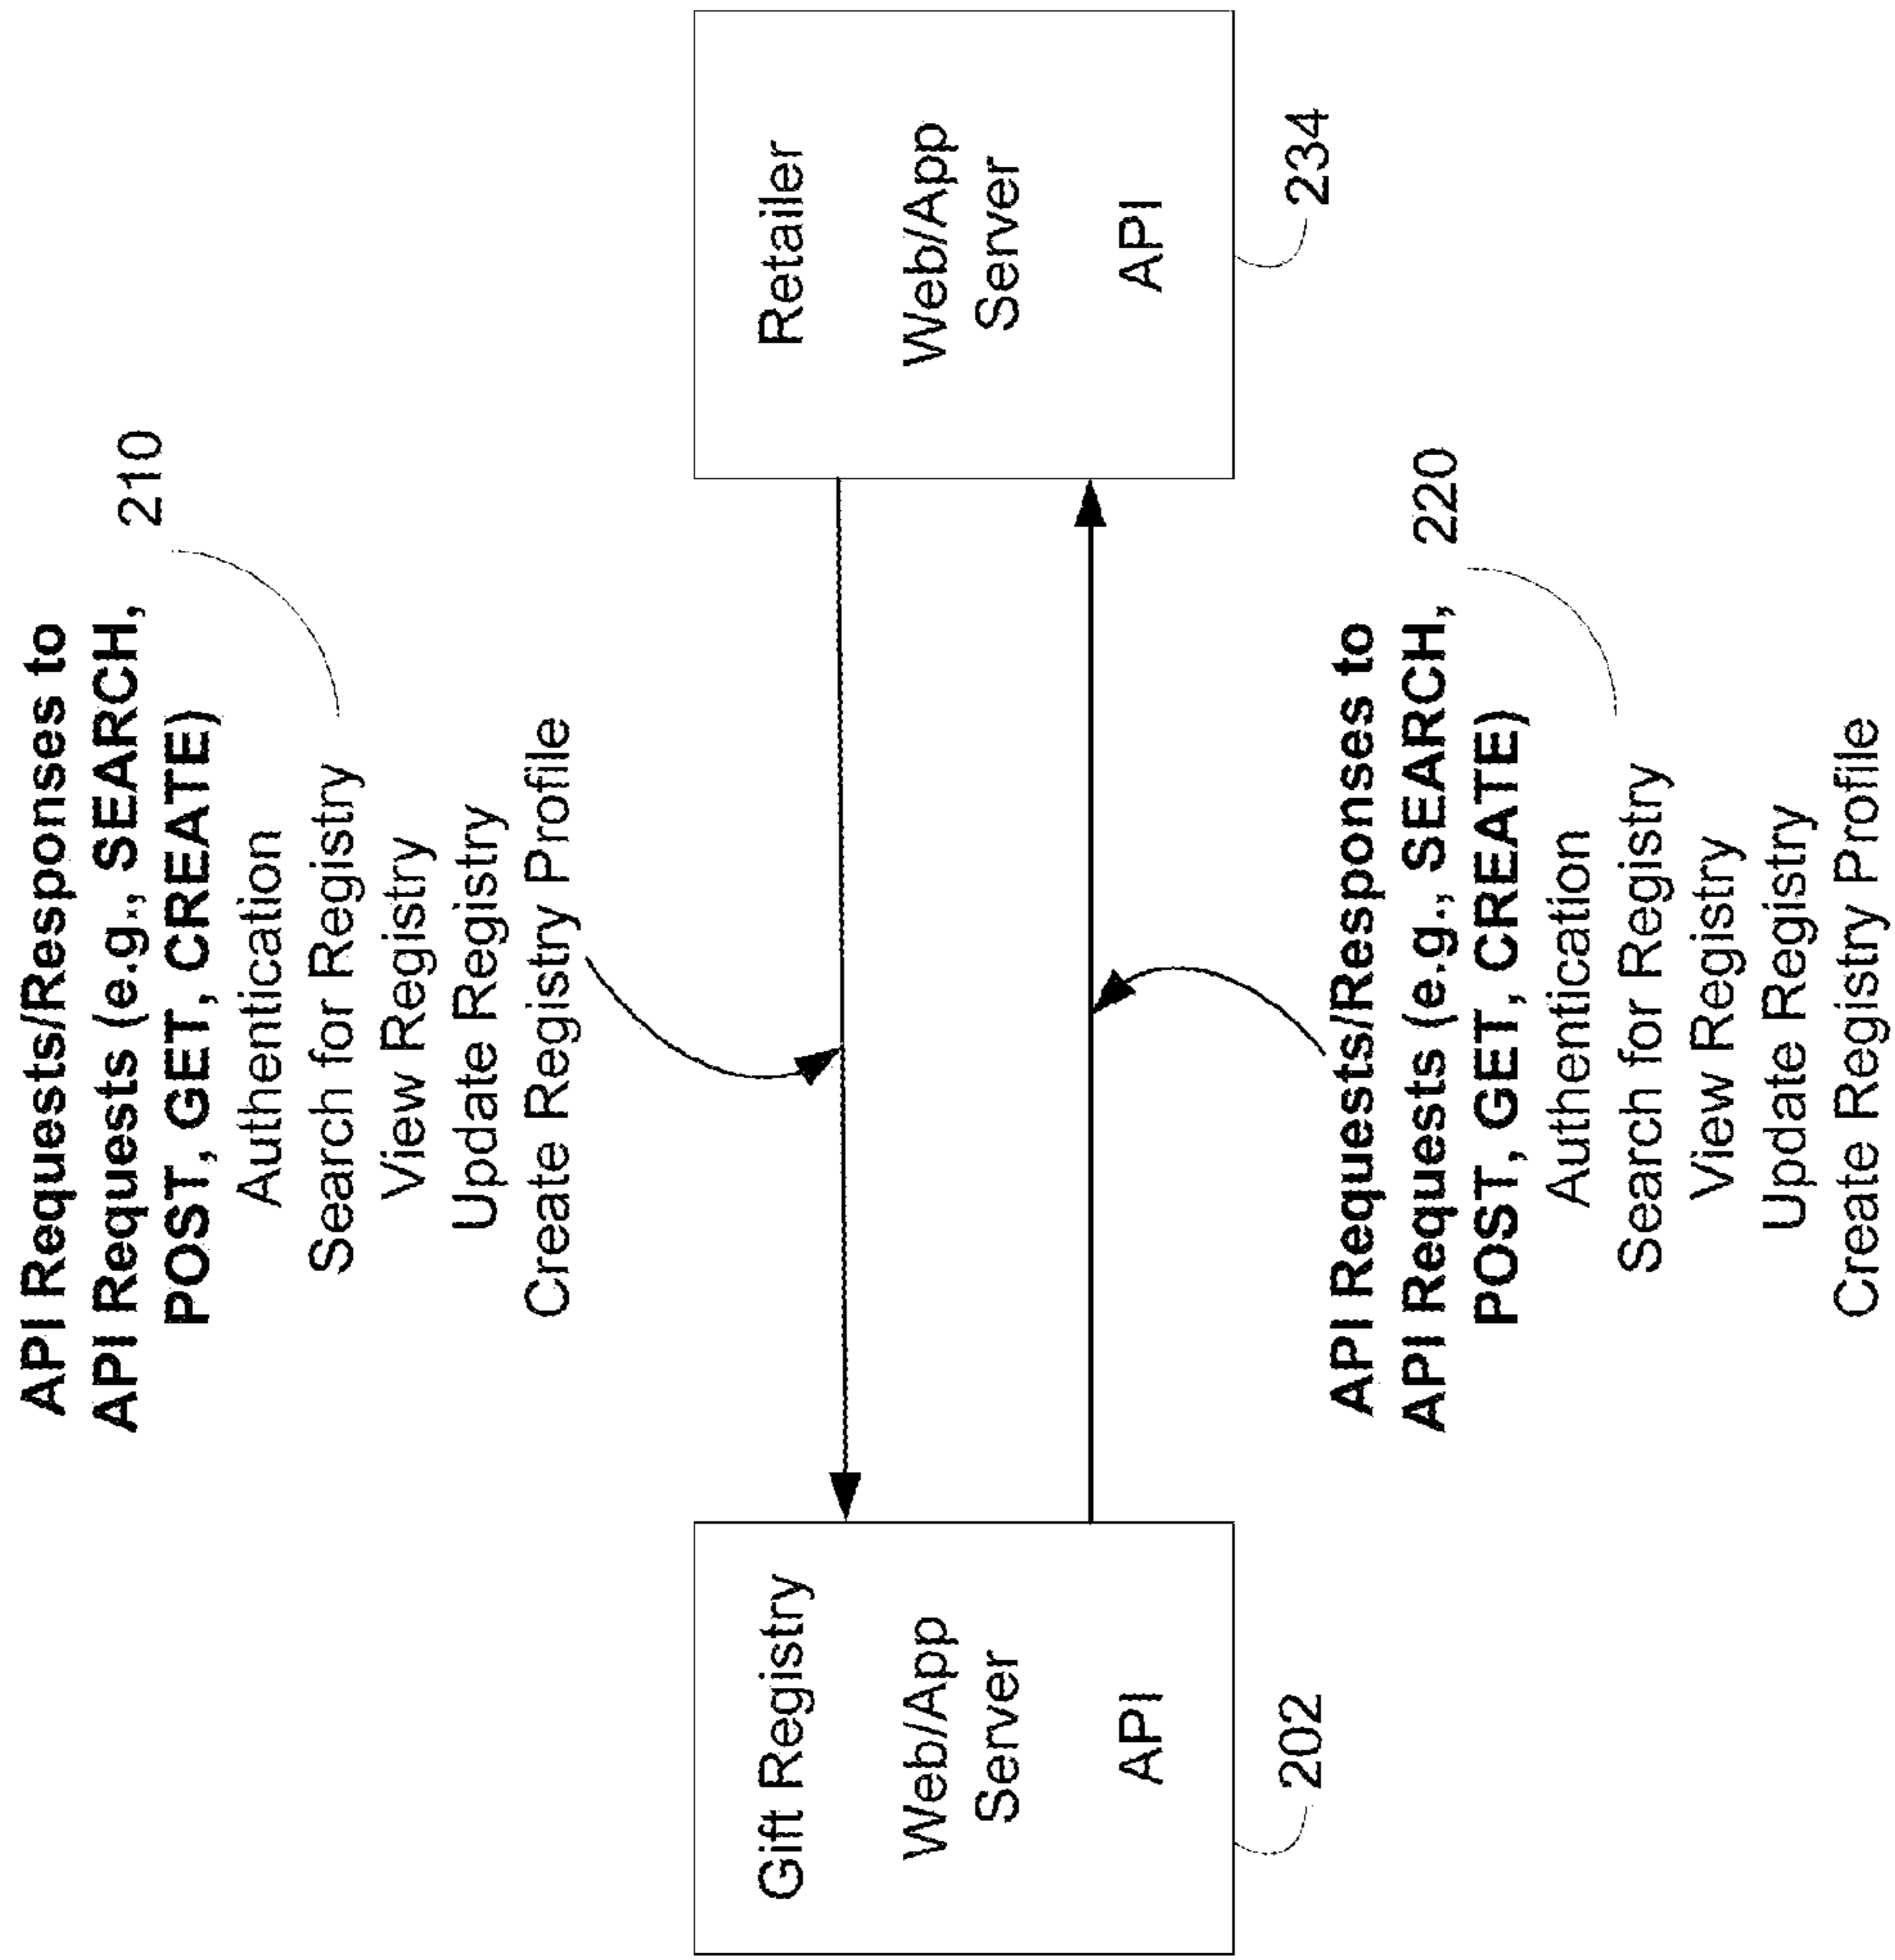 API Requests/Responses to
API Requests (e.g., SEARCH,
POST, GET, CREATE)
210
Authentication
Search for Registry
View Registry
Update Registry
Create Registry Profile
Gift Registry
Web/App
Server
API
202
Retailer
Web/App
Server
API
234
API Requests/Responses to
API Requests (e.g., SEARCH,
POST, GET, CREATE)
220
Authentication
Search for Registry
View Registry
Update Registry
Create Registry Profile